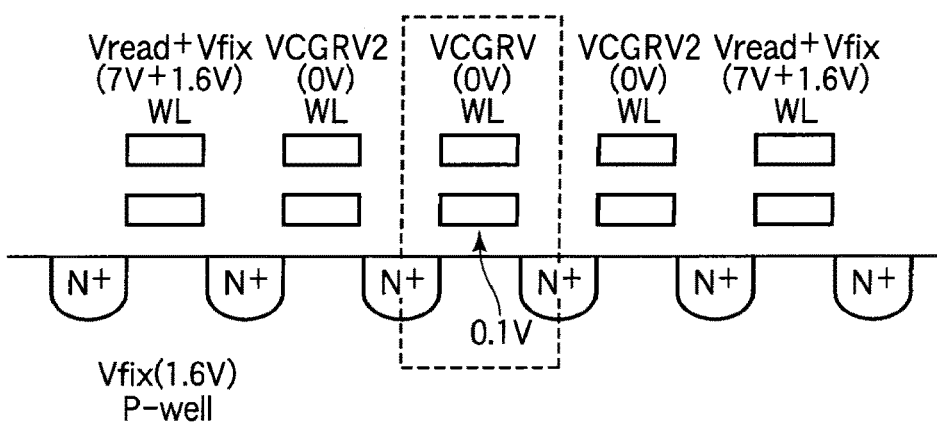 Vread+Vfix VCGRV2 VCGRV VCGRV2 Vread+Vfix
(7V+1.6V) (0V) (0V) (0V) (7V+1.6V)
WL WL WL WL WL
N+ N+ N+ N+ N+ N+
0.1V
Vfix(1.6V)
P-well